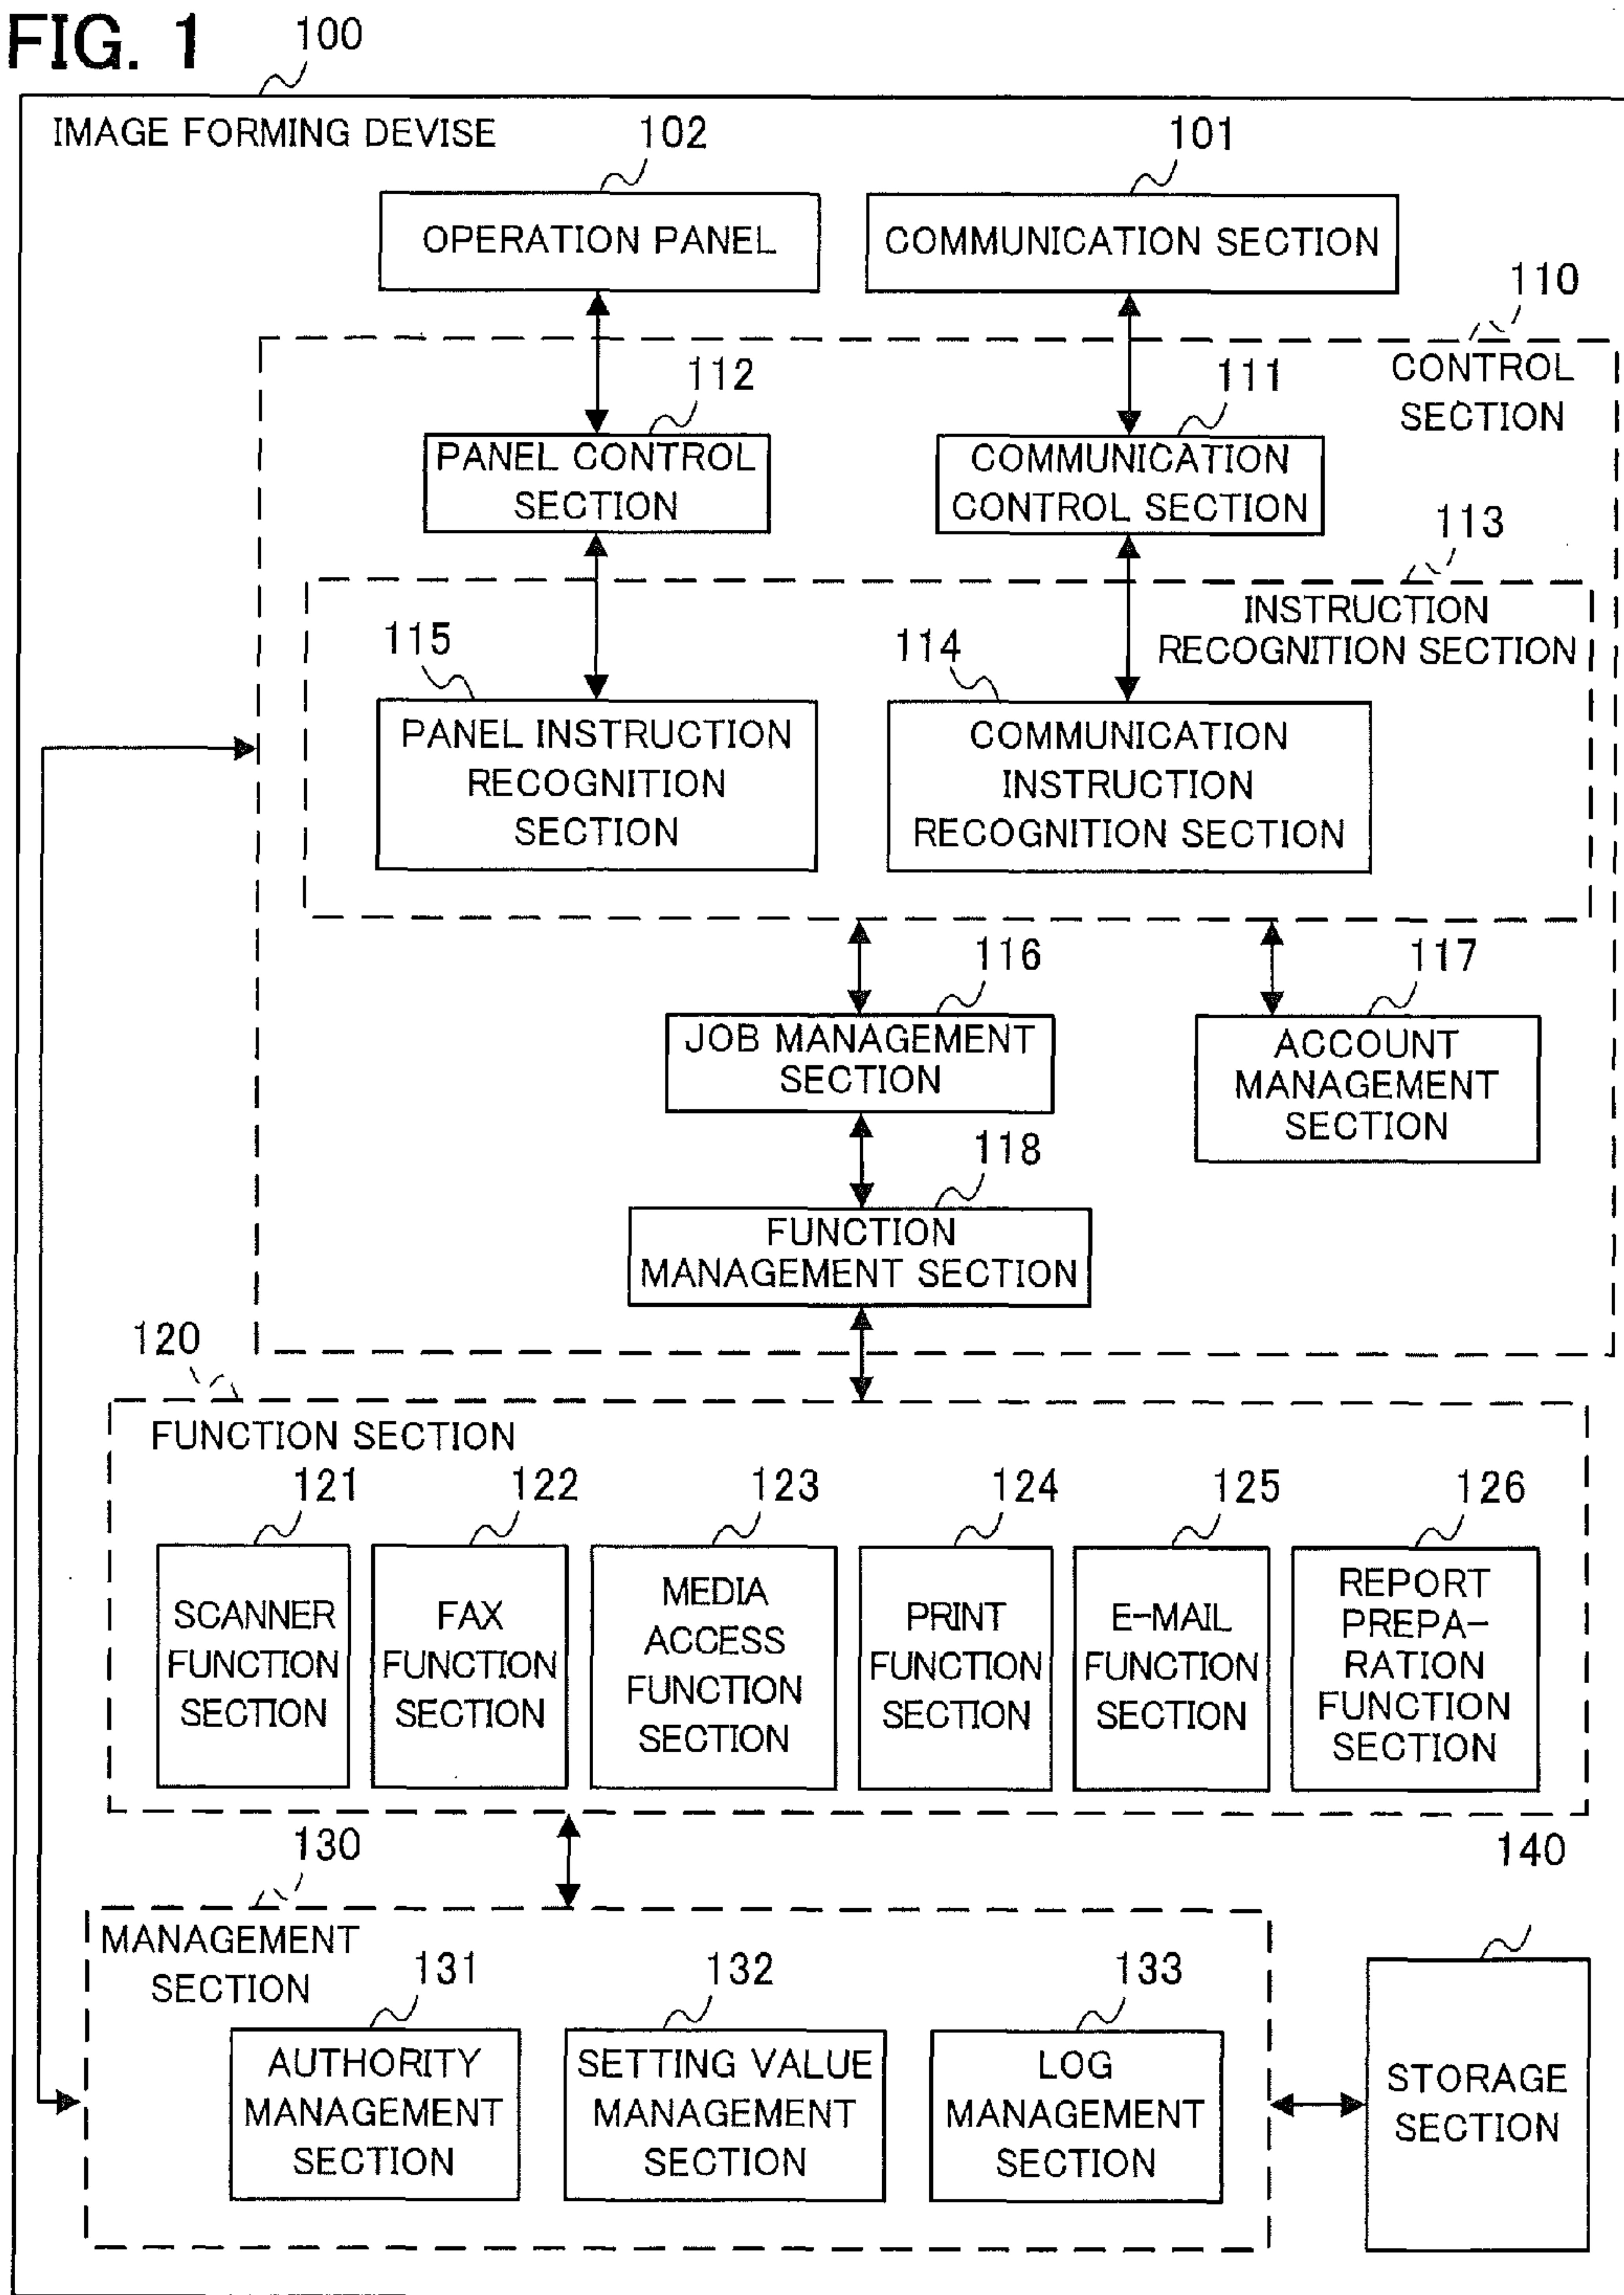 FIG. 1
100
IMAGE FORMING DEVISE
102
101
OPERATION PANEL
COMMUNICATION SECTION
110
CONTROL
SECTION
112
111
PANEL CONTROL
SECTION
COMMUNICATION
CONTROL SECTION
113
INSTRUCTION
RECOGNITION SECTION
115
114
PANEL INSTRUCTION
RECOGNITION
SECTION
COMMUNICATION
INSTRUCTION
RECOGNITION SECTION
116
117
JOB MANAGEMENT
SECTION
ACCOUNT
MANAGEMENT
SECTION
118
FUNCTION
MANAGEMENT SECTION
120
FUNCTION SECTION
121
122
123
124
125
126
SCANNER
FUNCTION
SECTION
FAX
FUNCTION
SECTION
MEDIA
ACCESS
FUNCTION
SECTION
PRINT
FUNCTION
SECTION
E-MAIL
FUNCTION
SECTION
REPORT
PREPA-
RATION
FUNCTION
SECTION
130
140
MANAGEMENT
SECTION
131
132
133
AUTHORITY
MANAGEMENT
SECTION
SETTING VALUE
MANAGEMENT
SECTION
LOG
MANAGEMENT
SECTION
STORAGE
SECTION